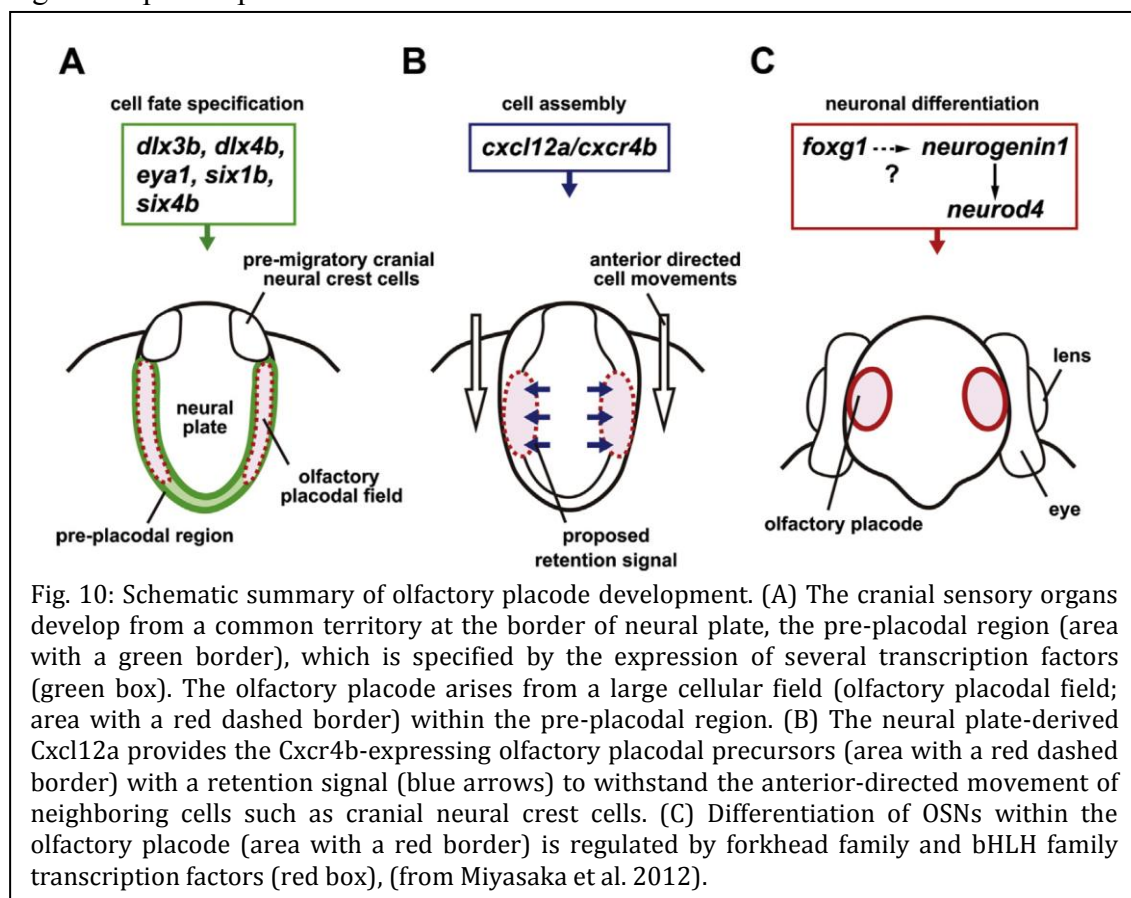 A
B
C
cell fate specification
cell assembly
neuronal differentiation
dlx3b, dlx4b,
eya1, six1b,
six4b
cxcl12a/cxcr4b
foxg1 neurogenin1
?
neurod4
pre-migratory cranial
neural crest cells
anterior directed
cell movements
lens
neural
plate
olfactory
placodal field
pre-placodal region
proposed
retention signal
olfactory placode
eye
Fig. 10: Schematic summary of olfactory placode development. (A) The cranial sensory organs
develop from a common territory at the border of neural plate, the pre-placodal region (area
with a green border), which is specified by the expression of several transcription factors
(green box). The olfactory placode arises from a large cellular field (olfactory placodal field;
area with a red dashed border) within the pre-placodal region. (B) The neural plate-derived
Cxcl12a provides the Cxcr4b-expressing olfactory placodal precursors (area with a red dashed
border) with a retention signal (blue arrows) to withstand the anterior-directed movement of
neighboring cells such as cranial neural crest cells. (C) Differentiation of OSNs within the
olfactory placode (area with a red border) is regulated by forkhead family and bHLH family
transcription factors (red box), (from Miyasaka et al. 2012).